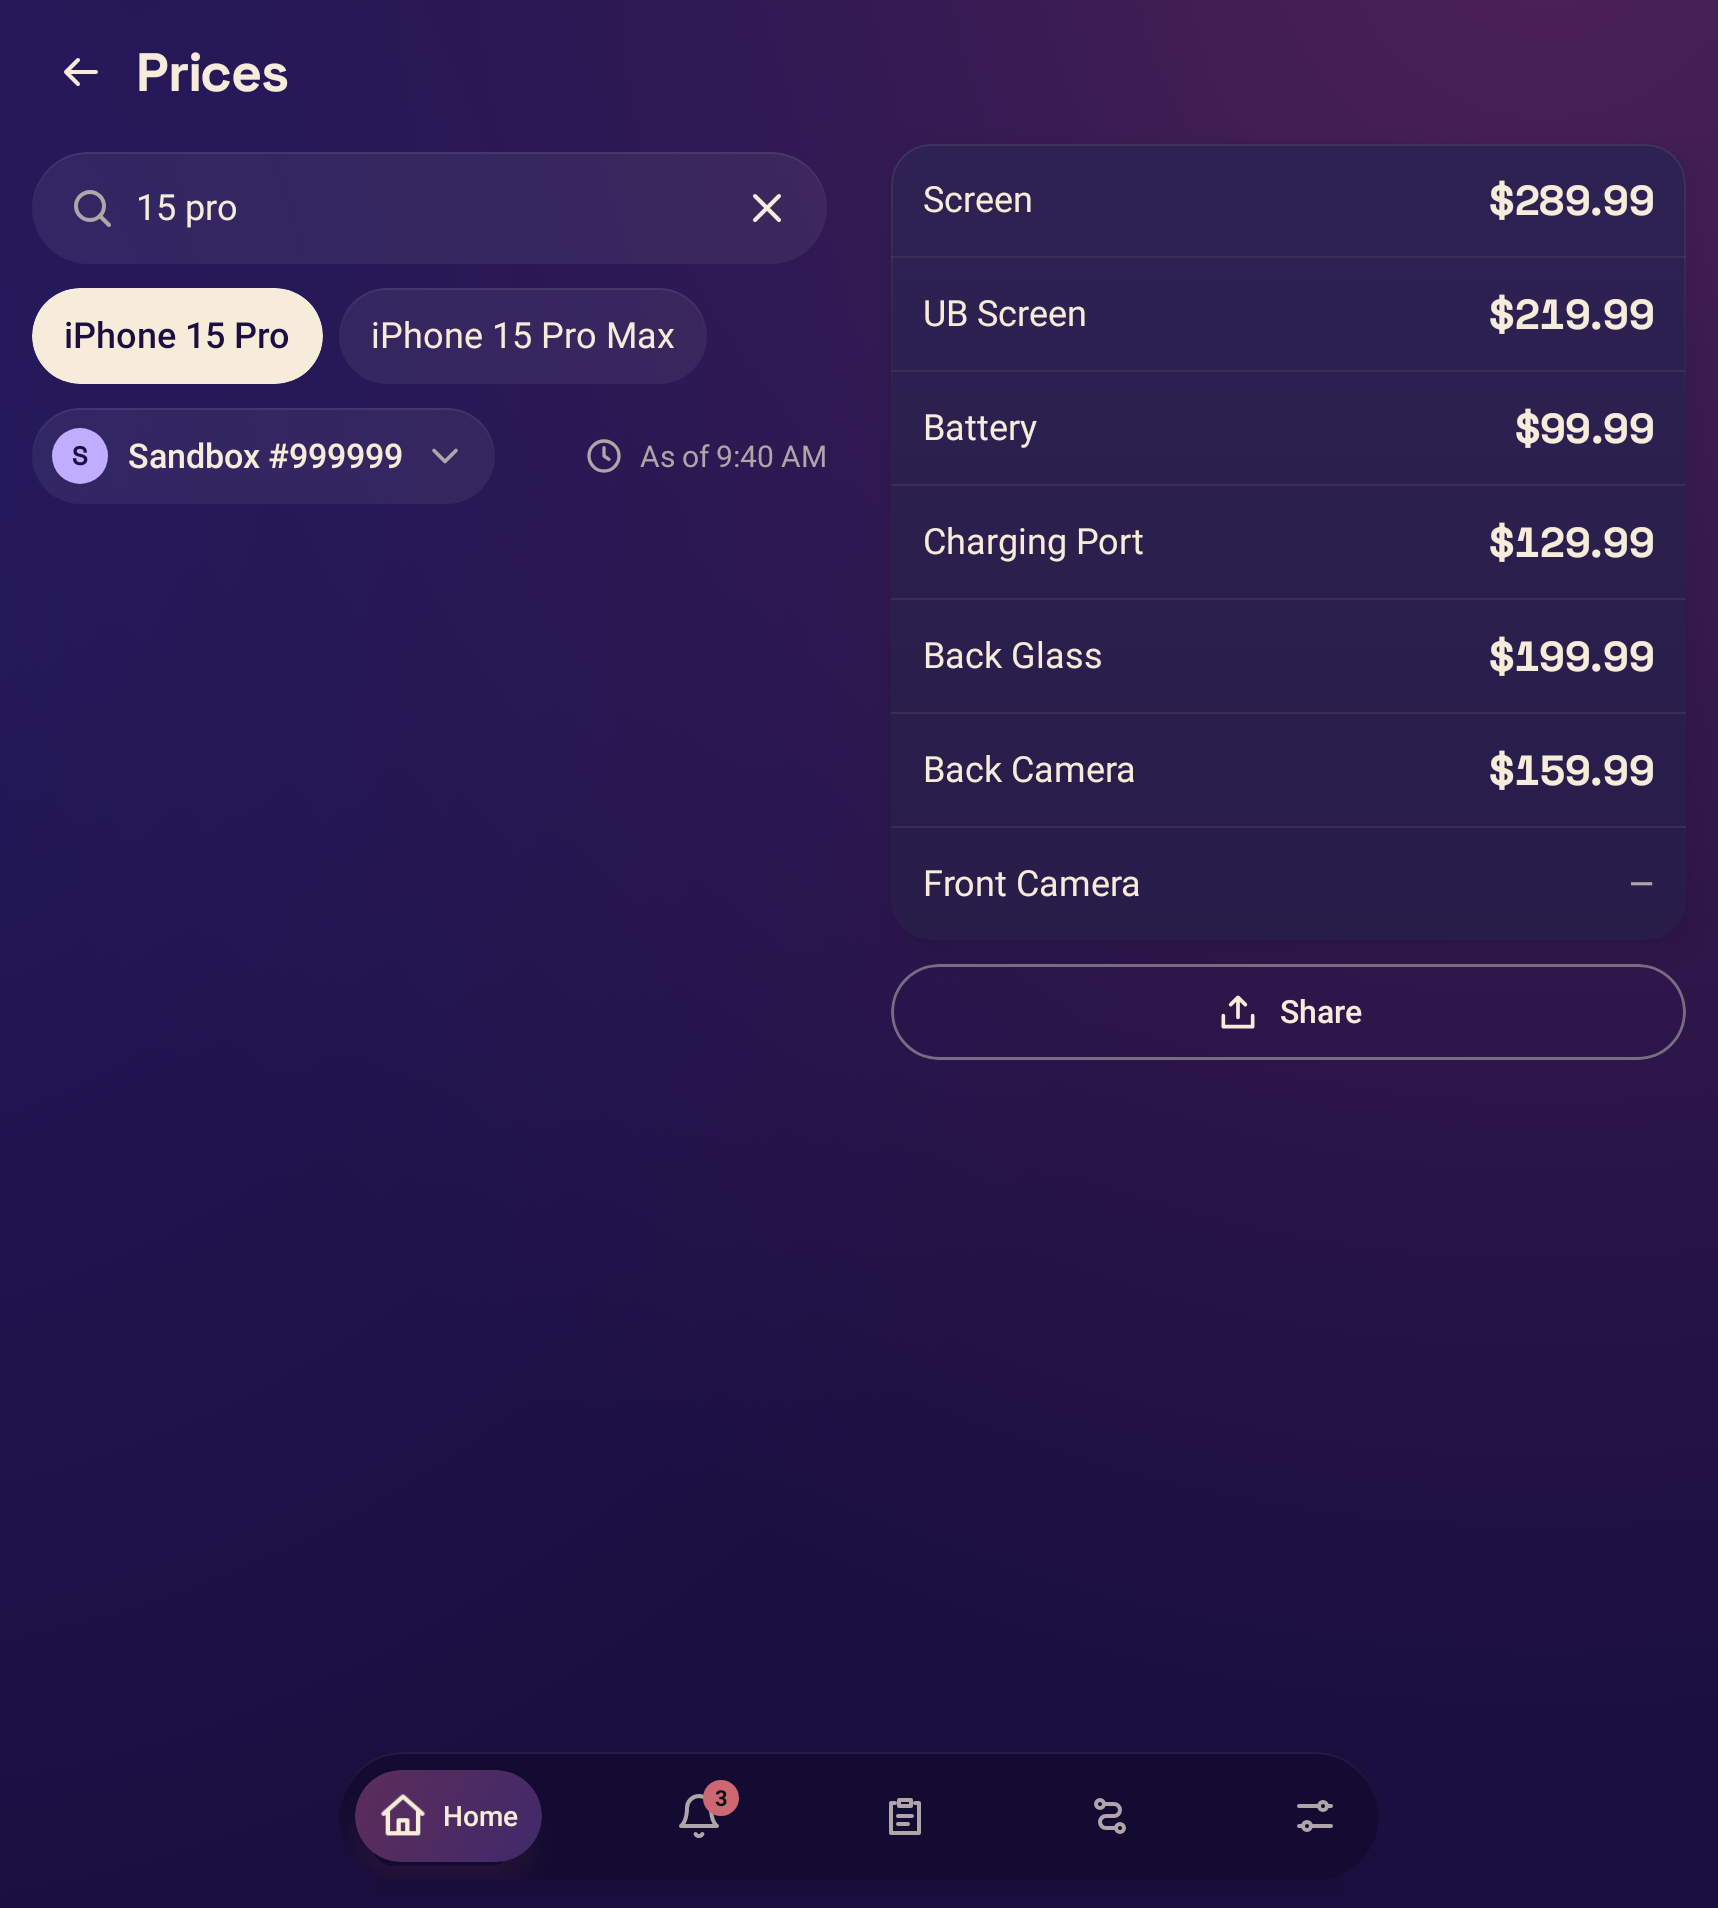 Prices
15 pro
iPhone 15 Pro
iPhone 15 Pro Max
S
Sandbox #999999
As of 9:40 AM
Screen $289.99
UB Screen $219.99
Battery $99.99
Charging Port $129.99
Back Glass $199.99
Back Camera $159.99
Front Camera –
Share
Home
3